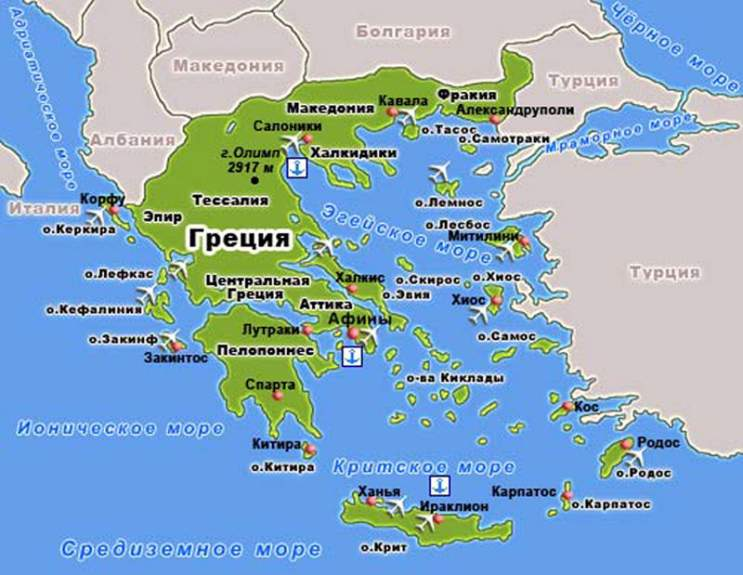 Болгария
Чёрное море
Адриатическое море
Македония
Турция
Фракия
Македония
Кавала
Александруполи
Салоники
о.Тасос
Мраморное море
Албания
г.Олимп
2917 м
Халкидики
о.Самотраки
Италия
Корфу
Тессалия
о.Лемнос
Эпир
о.Керкира
Греция
Эгейское море
о.Лесбос
Митилини
о.Лефкас
Центральная
Греция
Халкис
о.Скирос
о.Хиос
Турция
о.Эвия
о.Кефалиния
Аттика
Хиос
Афины
о.Закинф
Лутраки
о.Самос
Закинтос
Пелопоннес
о-ва Киклады
Спарта
Кос
Ионическое море
Китира
Родос
о.Китира
Критское море
о.Родос
Ханья
Карпатос
Ираклион
о.Карпатос
Средиземное море
о.Крит